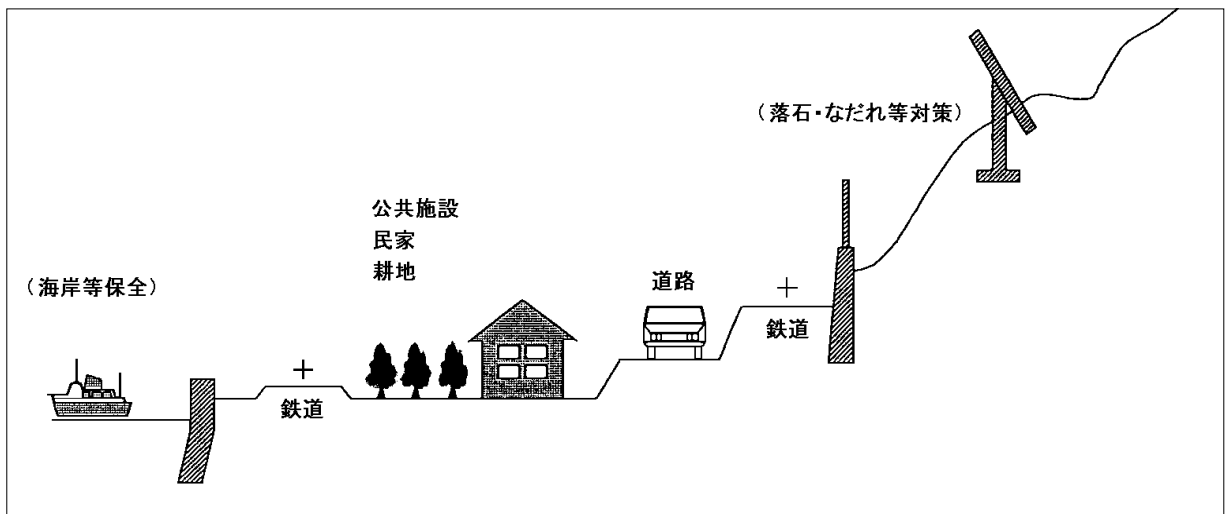 （落石・なだれ等対策）
公共施設
民家
耕地
（海岸等保全）
道路
鉄道
鉄道